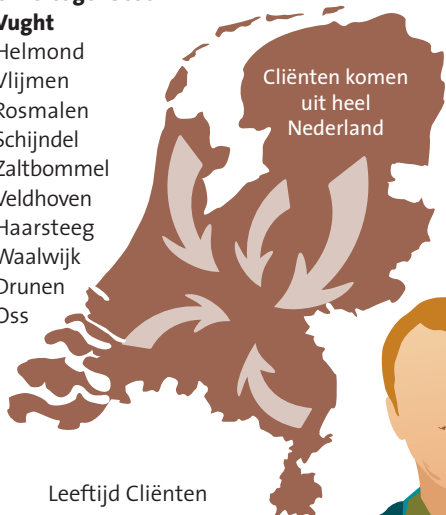 Vught
Helmond
Vlijmen
Rosmalen
Schijndel
Zaltbommel
Veldhoven
Haarsteeg
Waalwijk
Drunen
Oss
Cliënten komen
uit heel
Nederland
Leeftijd Cliënten